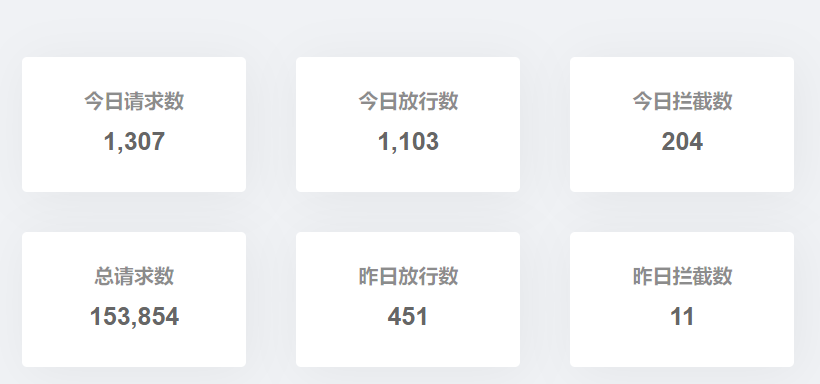 今日请求数
1,307
今日放行数
1,103
今日拦截数
204
总请求数
153,854
昨日放行数
451
昨日拦截数
11